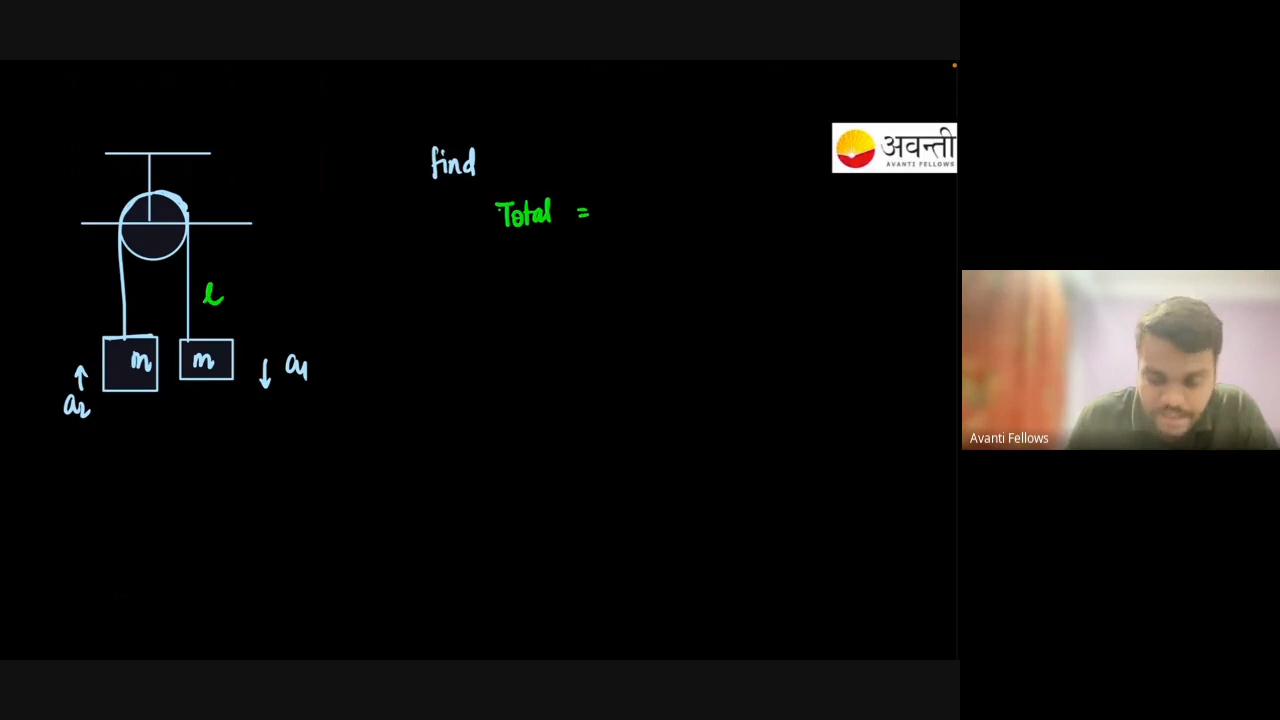 find
Total =
अवन्ती
AVANTI FELLOWS
l
m
m
a₁
a₂
Avanti Fellows